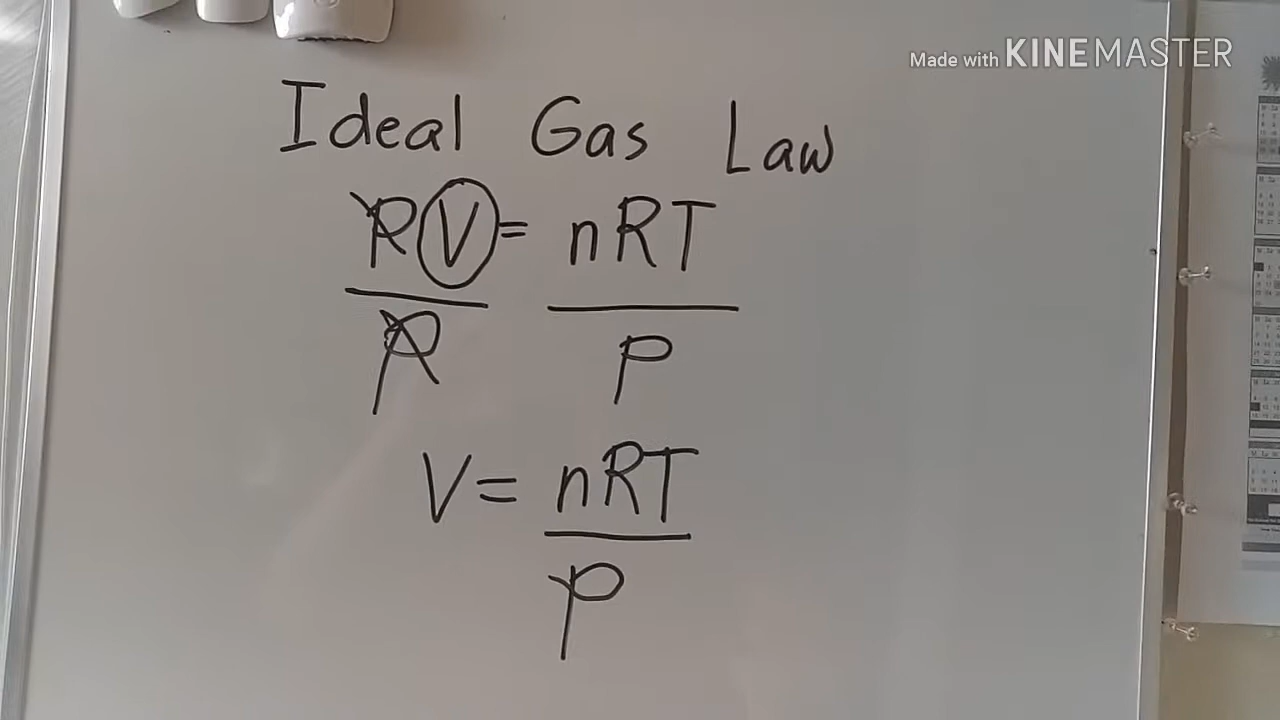 Made with KINEMASTER
Ideal Gas Law
PV = nRT
P P
V = nRT
P